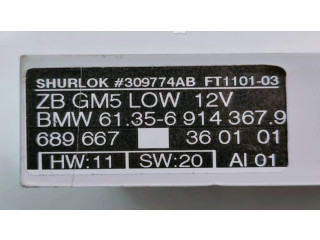 SHURLOK #309774AB FT1101-03
ZB GM5 LOW 12V
BMW 61.35-6 914 367.9
689 667 36 01 01
HW:11 SW:20 AI 01